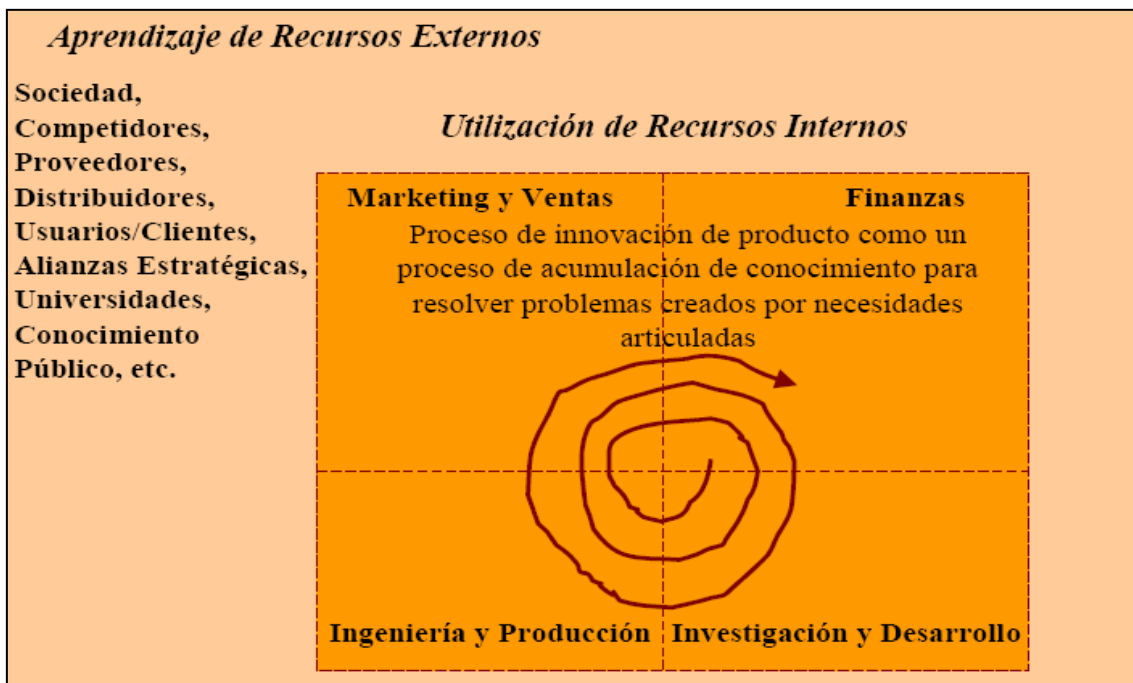 Aprendizaje de Recursos Externos
Sociedad,
Competidores,
Proveedores,
Distribuidores,
Usuarios/Clientes,
Alianzas Estratégicas,
Universidades,
Conocimiento
Público, etc.
Utilización de Recursos Internos
Marketing y Ventas
Finanzas
Proceso de innovación de producto como un
proceso de acumulación de conocimiento para
resolver problemas creados por necesidades
articuladas
Ingeniería y Producción
Investigación y Desarrollo